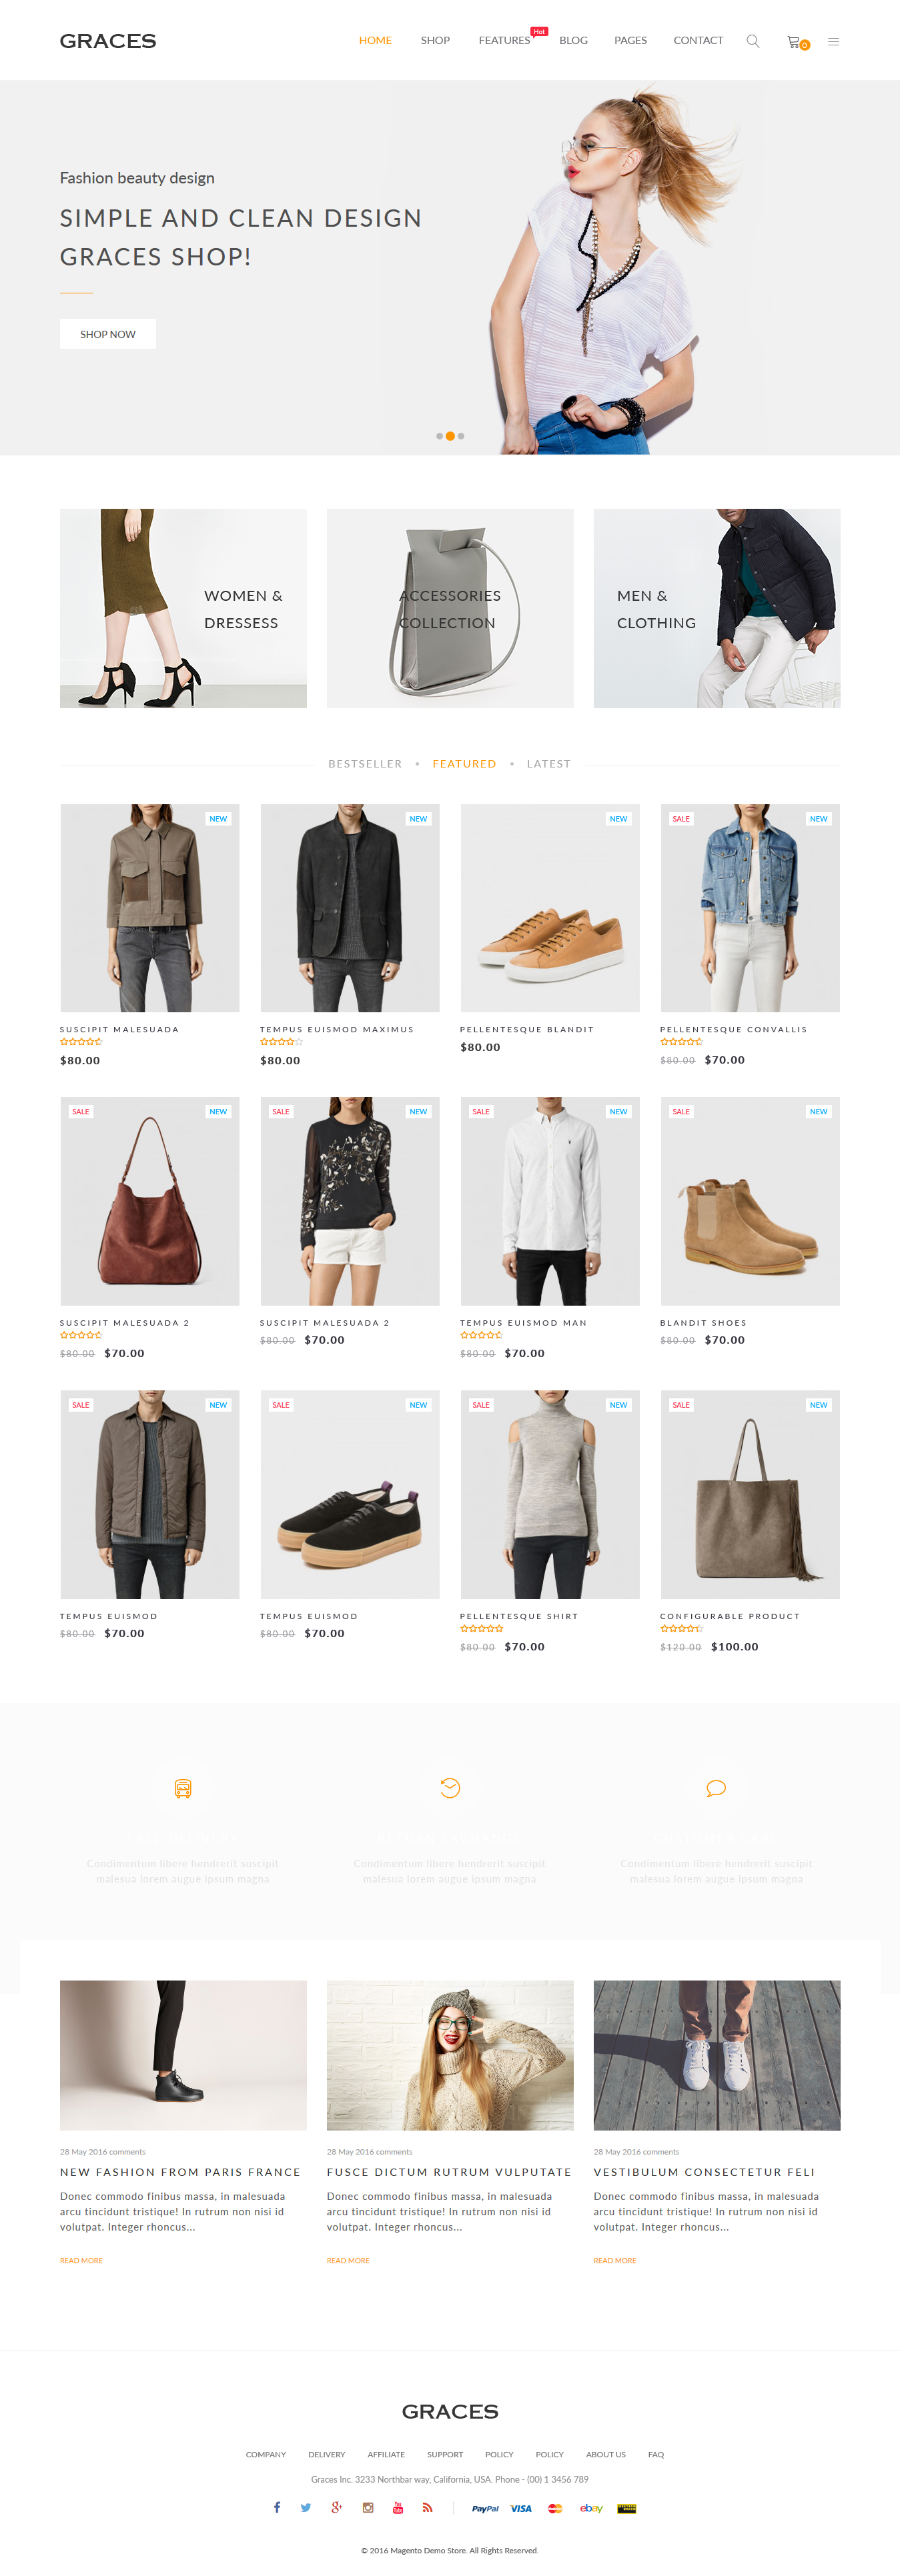 GRACES
HOME SHOP FEATURES Hot BLOG PAGES CONTACT 0
Fashion beauty design
SIMPLE AND CLEAN DESIGN
GRACES SHOP!
SHOP NOW
WOMEN &
DRESSESS
ACCESSORIES
COLLECTION
MEN &
CLOTHING
BESTSELLER • FEATURED • LATEST
NEW
SUSCIPIT MALESUADA
$80.00
NEW
TEMPUS EUISMOD MAXIMUS
$80.00
NEW
PELLENTESQUE BLANDIT
$80.00
SALE NEW
PELLENTESQUE CONVALLIS
$80.00 $70.00
SALE NEW
SUSCIPIT MALESUADA 2
$80.00 $70.00
SALE NEW
SUSCIPIT MALESUADA 2
$80.00 $70.00
SALE NEW
TEMPUS EUISMOD MAN
$80.00 $70.00
SALE NEW
BLANDIT SHOES
$80.00 $70.00
SALE NEW
TEMPUS EUISMOD
$80.00 $70.00
SALE NEW
TEMPUS EUISMOD
$80.00 $70.00
SALE NEW
PELLENTESQUE SHIRT
$80.00 $70.00
SALE NEW
CONFIGURABLE PRODUCT
$120.00 $100.00
Condimentum libere hendrerit suscipit
malesua lorem augue ipsum magna
Condimentum libere hendrerit suscipit
malesua lorem augue ipsum magna
Condimentum libere hendrerit suscipit
malesua lorem augue ipsum magna
28 May 2016 comments
NEW FASHION FROM PARIS FRANCE
Donec commodo finibus massa, in malesuada
arcu tincidunt tristique! In rutrum non nisi id
volutpat. Integer rhoncus...
READ MORE
28 May 2016 comments
FUSCE DICTUM RUTRUM VULPUTATE
Donec commodo finibus massa, in malesuada
arcu tincidunt tristique! In rutrum non nisi id
volutpat. Integer rhoncus...
READ MORE
28 May 2016 comments
VESTIBULUM CONSECTETUR FELI
Donec commodo finibus massa, in malesuada
arcu tincidunt tristique! In rutrum non nisi id
volutpat. Integer rhoncus...
READ MORE
GRACES
COMPANY DELIVERY AFFILIATE SUPPORT POLICY POLICY ABOUT US FAQ
Graces Inc. 3233 Northbar way, California, USA. Phone - (00) 1 3456 789
You Tube PayPal VISA ebay
© 2016 Magento Demo Store. All Rights Reserved.